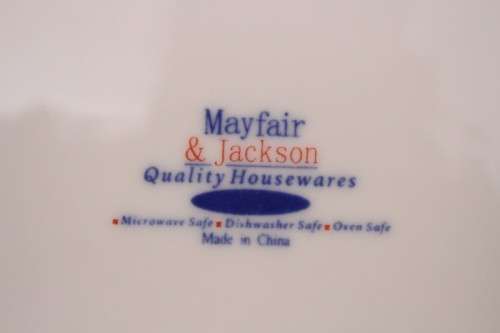 Mayfair
& Jackson
Quality Housewares
▪ Microwave Safe ▪ Dishwasher Safe ▪ Oven Safe
Made in China